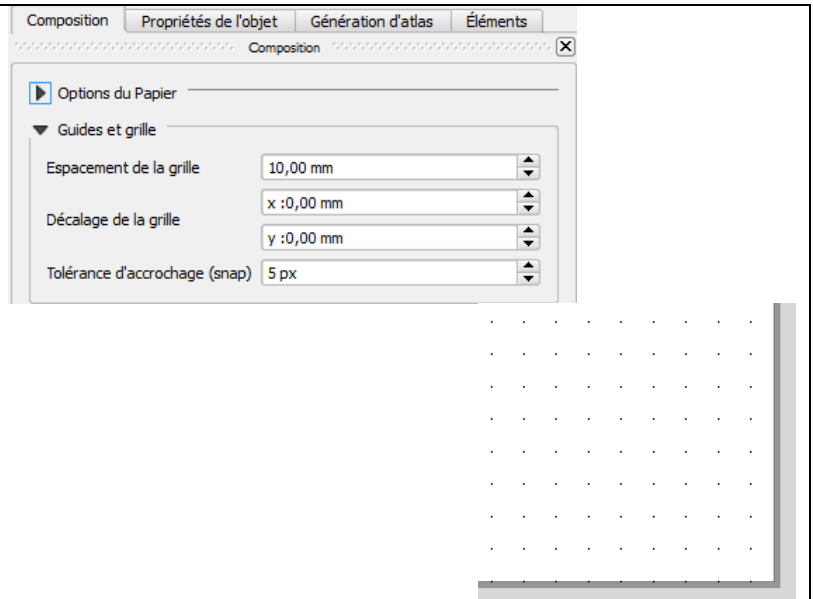 Composition Propriétés de l'objet Génération d'atlas Éléments
Composition
Options du Papier
Guides et grille
Espacement de la grille 10,00 mm
Décalage de la grille x :0,00 mm
y :0,00 mm
Tolérance d'accrochage (snap) 5 px